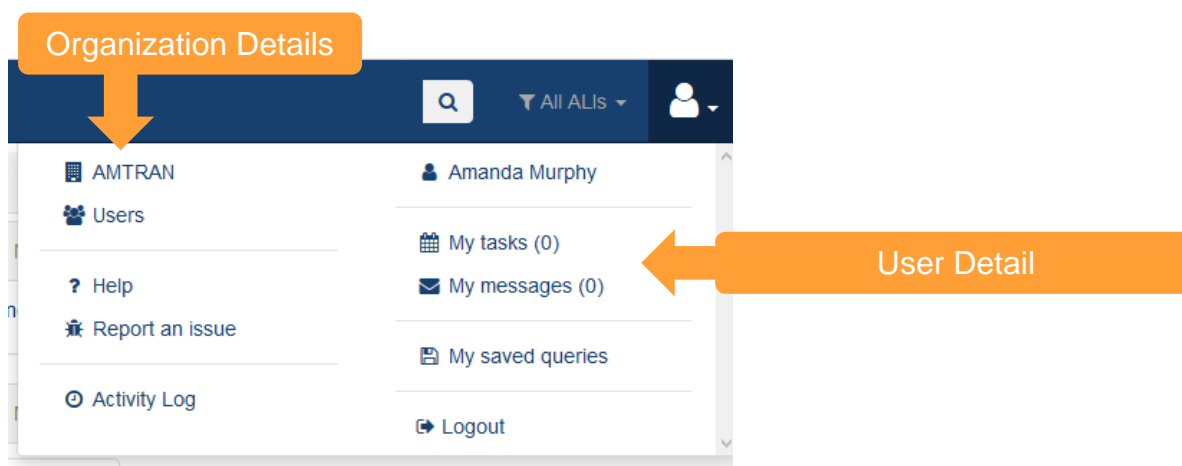 Organization Details
All ALIs
AMTRAN
Users
? Help
Report an issue
Activity Log
Amanda Murphy
My tasks (0)
My messages (0)
My saved queries
Logout
User Detail